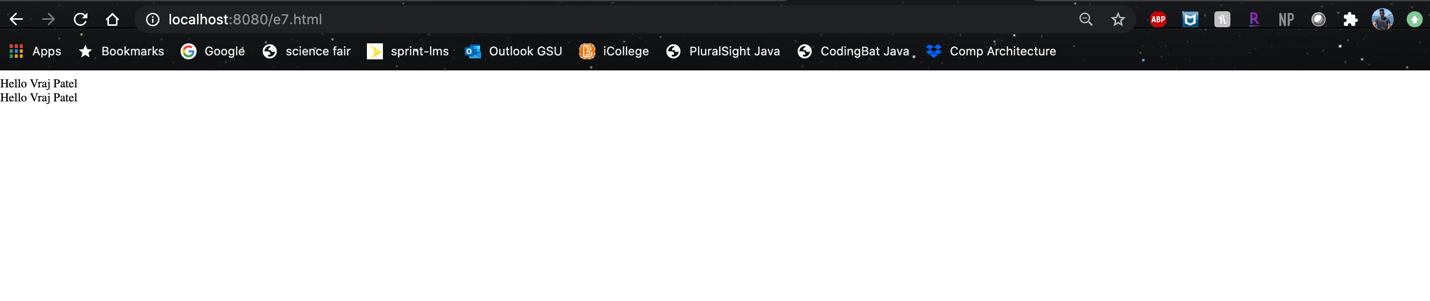 localhost:8080/e7.html
ABP
R
NP
Apps Bookmarks Google science fair sprint-lms Outlook GSU iCollege PluralSight Java CodingBat Java Comp Architecture
Hello Vraj Patel
Hello Vraj Patel